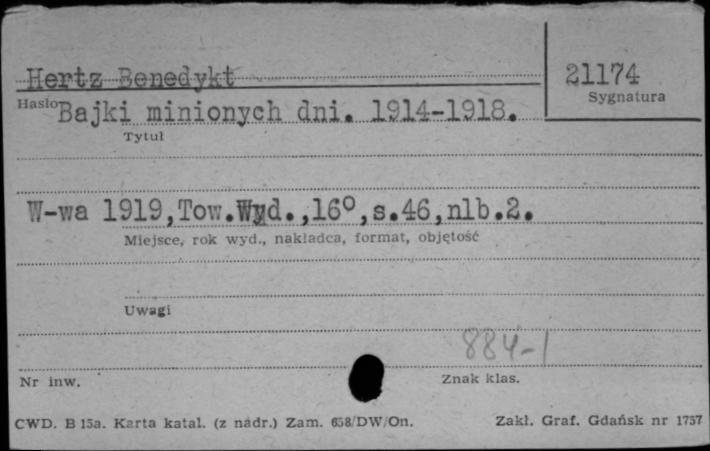 Hertz Benedykt
21174
Hasło
Sygnatura
Bajki minionych dni. 1914-1918.
Tytuł
W-wa 1919,Tow.Wyd.,16°,s.46,nlb.2.
Miejsce, rok wyd., nakładca, format, objętość
Uwagi
884-1
Nr inw.
Znak klas.
CWD. B 15a. Karta katal. (z nadr.) Zam. 658/DW/On.
Zakł. Graf. Gdańsk nr 1757